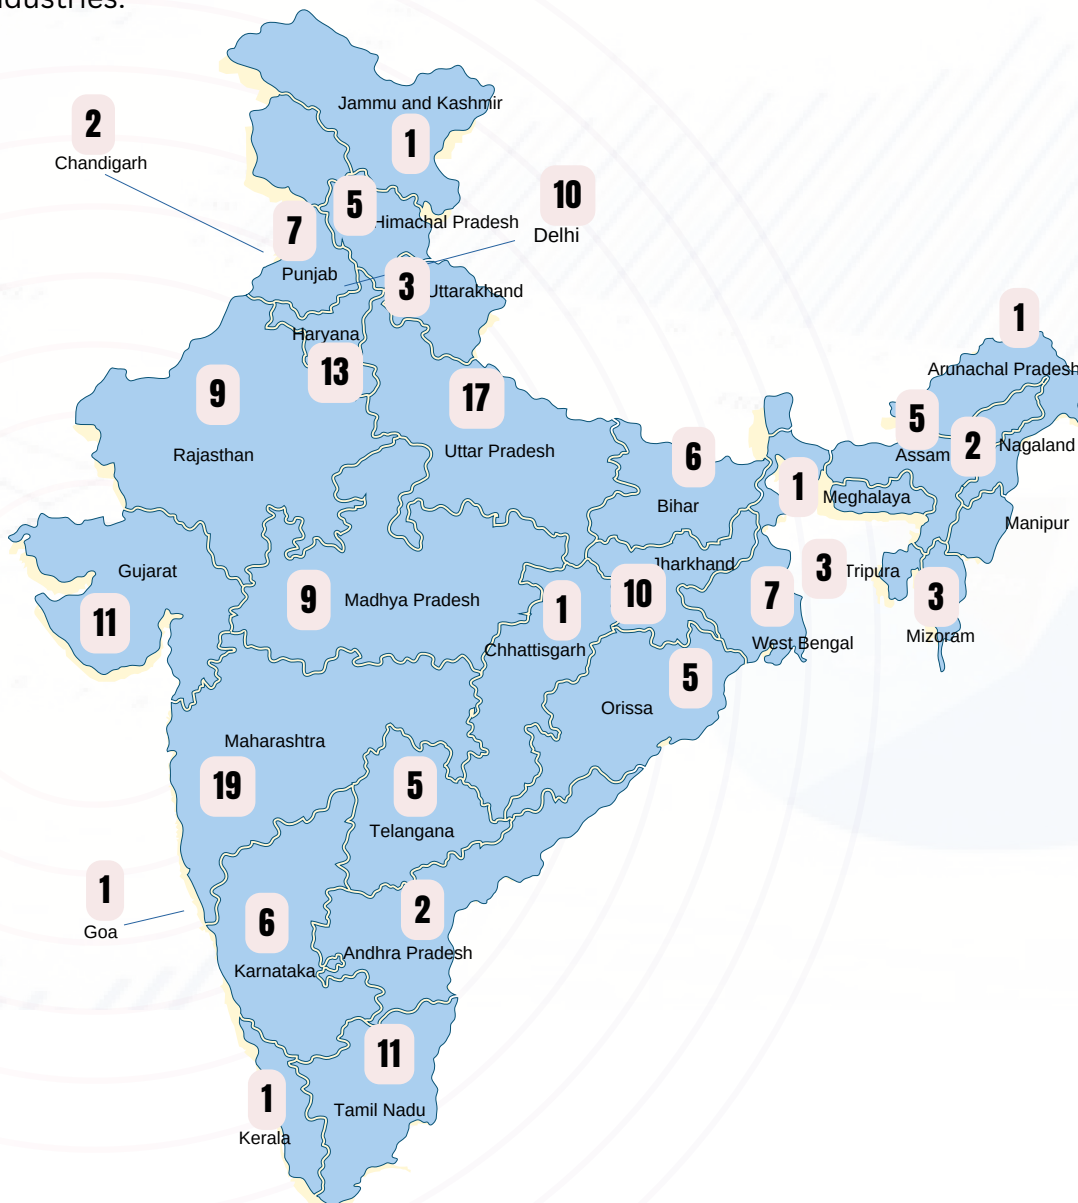 ndustries.
Jammu and Kashmir
1
2
Chandigarh
10
Delhi
5
Himachal Pradesh
7
Punjab
3
Uttarakhand
Haryana
13
1
Arunachal Pradesh
9
Rajasthan
17
Uttar Pradesh
5
Assam
2
Nagaland
6
Bihar
1
Meghalaya
Manipur
Gujarat
11
9
Madhya Pradesh
1
Chhattisgarh
Jharkhand
10
7
West Bengal
3
Tripura
3
Mizoram
5
Orissa
Maharashtra
19
5
Telangana
1
Goa
6
Karnataka
2
Andhra Pradesh
11
Tamil Nadu
1
Kerala